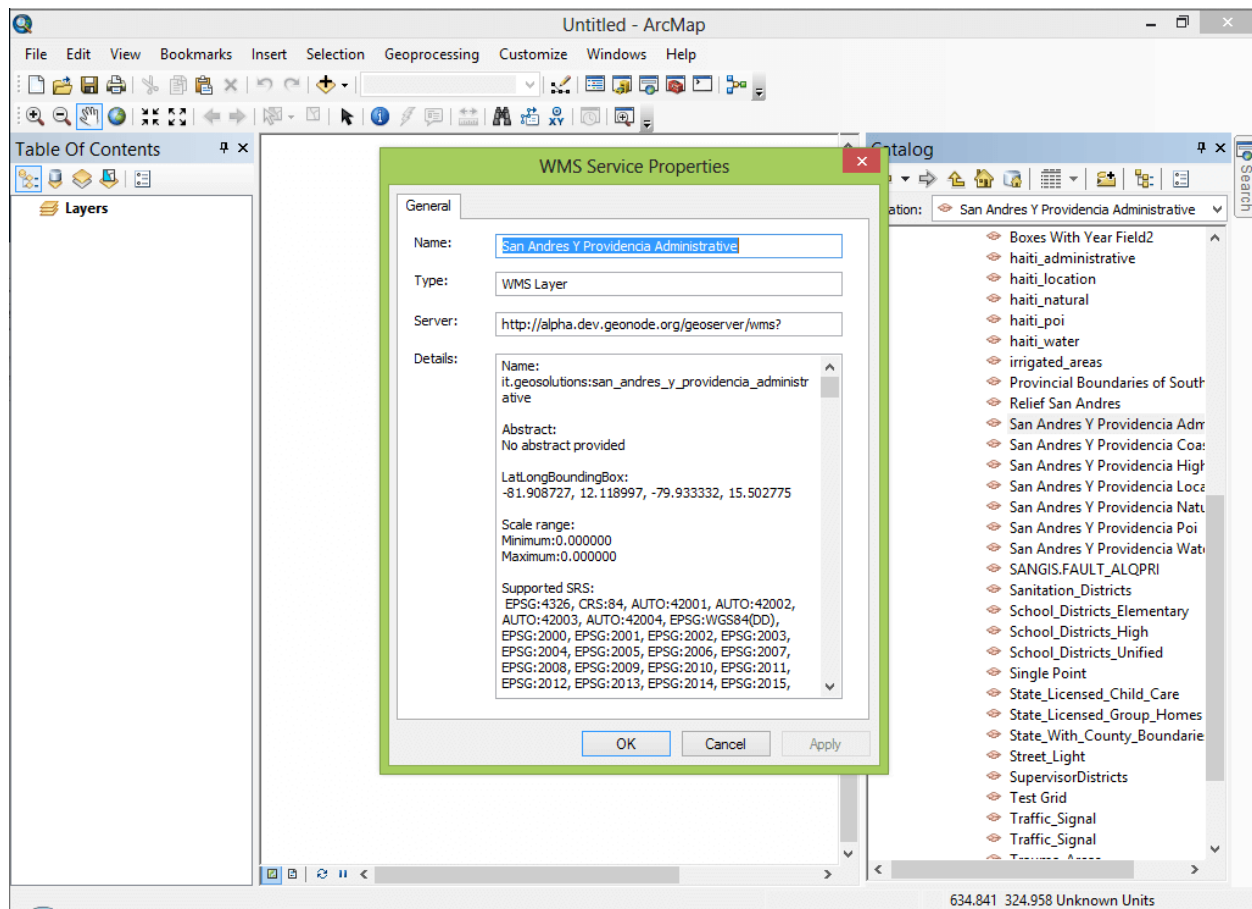 Untitled - ArcMap
File Edit View Bookmarks Insert Selection Geoprocessing Customize Windows Help
Table Of Contents
Layers
WMS Service Properties
General
Name: San Andres Y Providencia Administrative
Type: WMS Layer
Server: http://alpha.dev.geonode.org/geoserver/wms?
Details:
Name:
it.geosolutions:san_andres_y_providencia_administr
ative
Abstract:
No abstract provided
LatLongBoundingBox:
-81.908727, 12.118997, -79.933332, 15.502775
Scale range:
Minimum:0.000000
Maximum:0.000000
Supported SRS:
EPSG:4326, CRS:84, AUTO:42001, AUTO:42002,
AUTO:42003, AUTO:42004, EPSG:WGS84(DD),
EPSG:2000, EPSG:2001, EPSG:2002, EPSG:2003,
EPSG:2004, EPSG:2005, EPSG:2006, EPSG:2007,
EPSG:2008, EPSG:2009, EPSG:2010, EPSG:2011,
EPSG:2012, EPSG:2013, EPSG:2014, EPSG:2015,
OK Cancel Apply
Catalog
Search
ation: San Andres Y Providencia Administrative
Boxes With Year Field2
haiti_administrative
haiti_location
haiti_natural
haiti_poi
haiti_water
irrigated_areas
Provincial Boundaries of South
Relief San Andres
San Andres Y Providencia Adm
San Andres Y Providencia Coas
San Andres Y Providencia High
San Andres Y Providencia Loca
San Andres Y Providencia Natu
San Andres Y Providencia Poi
San Andres Y Providencia Wate
SANGIS.FAULT_ALQPRI
Sanitation_Districts
School_Districts_Elementary
School_Districts_High
School_Districts_Unified
Single Point
State_Licensed_Child_Care
State_Licensed_Group_Homes
State_With_County_Boundarie
Street_Light
SupervisorDistricts
Test Grid
Traffic_Signal
Traffic_Signal
634.841 324.958 Unknown Units